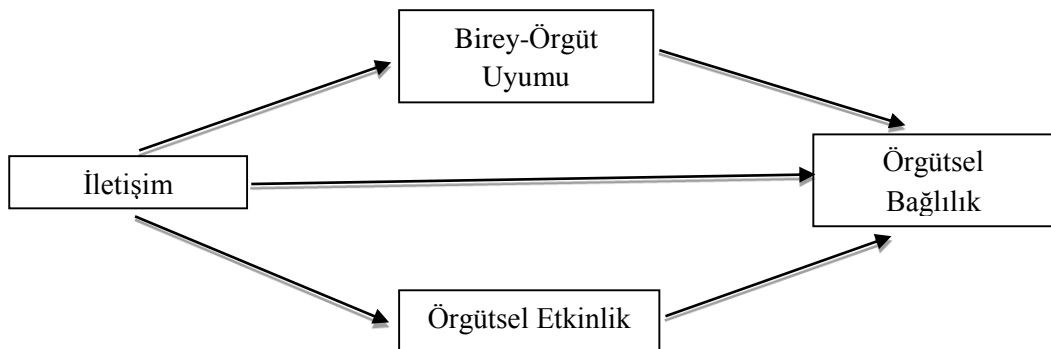 Birey-Örgüt
Uyumu
İletişim
Örgütsel
Bağlılık
Örgütsel Etkinlik